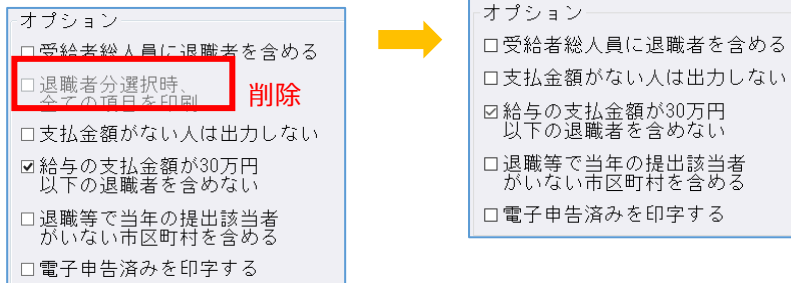 オプション
受給者総人員に退職者を含める
退職者分選択時、
全ての項目を印刷
削除
支払金額がない人は出力しない
給与の支払金額が30万円
以下の退職者を含めない
退職等で当年の提出該当者
がいない市区町村を含める
電子申告済みを印字する
オプション
受給者総人員に退職者を含める
支払金額がない人は出力しない
給与の支払金額が30万円
以下の退職者を含めない
退職等で当年の提出該当者
がいない市区町村を含める
電子申告済みを印字する